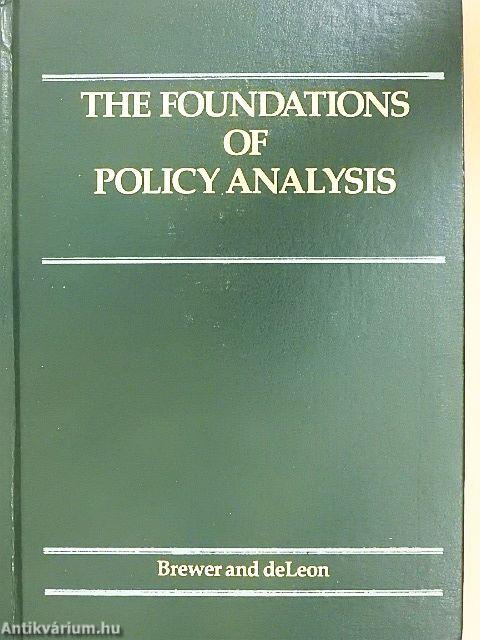 THE FOUNDATIONS
OF
POLICY ANALYSIS
Brewer and deLeon
Antikvárium.hu